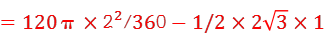 = 120 π × 2²/360 − 1/2 × 2√3 × 1